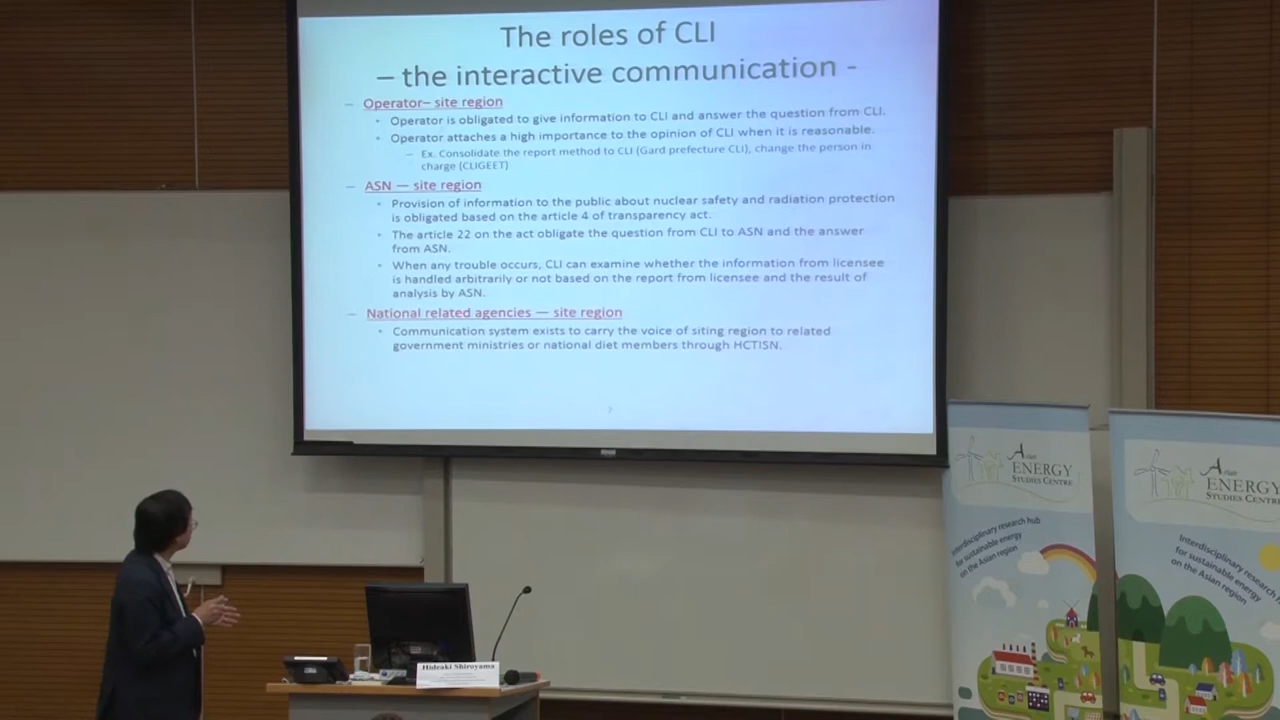 The roles of CLI
– the interactive communication -
– Operator– site region
• Operator is obligated to give information to CLI and answer the question from CLI.
• Operator attaches a high importance to the opinion of CLI when it is reasonable.
– Ex. Consolidate the report method to CLI (Gard prefecture CLI), change the person in
charge (CLIGEET)
– ASN — site region
• Provision of information to the public about nuclear safety and radiation protection
is obligated based on the article 4 of transparency act.
• The article 22 on the act obligate the question from CLI to ASN and the answer
from ASN.
• When any trouble occurs, CLI can examine whether the information from licensee
is handled arbitrarily or not based on the report from licensee and the result of
analysis by ASN.
– National related agencies — site region
• Communication system exists to carry the voice of siting region to related
government ministries or national diet members through HCTISN.
7
Asian
ENERGY
STUDIES CENTRE
Interdisciplinary research hub
for sustainable energy
on the Asian region
Asian
ENERGY
STUDIES CENTRE
Interdisciplinary research h
for sustainable energy
on the Asian region
Hideaki Shiroyama